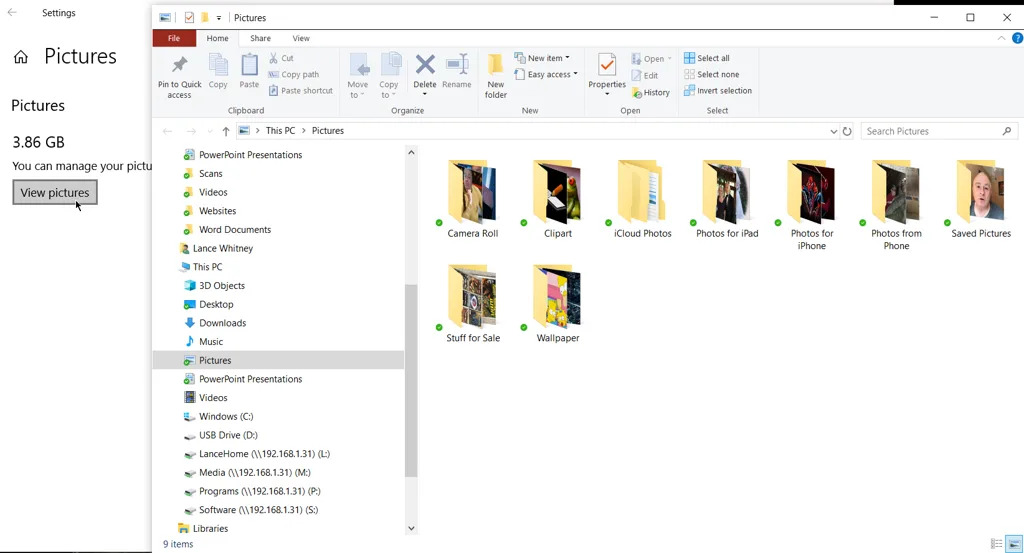 Settings
Pictures
Pictures
3.86 GB
You can manage your pictu
View pictures
Pictures
File Home Share View
Pin to Quick access
Copy
Paste
Cut
Copy path
Paste shortcut
Clipboard
Move to
Copy to
Delete
Rename
Organize
New folder
New item
Easy access
New
Properties
Open
Edit
History
Open
Select all
Select none
Invert selection
Select
This PC > Pictures
Search Pictures
PowerPoint Presentations
Scans
Videos
Websites
Word Documents
Lance Whitney
This PC
3D Objects
Desktop
Downloads
Music
Pictures
PowerPoint Presentations
Videos
Windows (C:)
USB Drive (D:)
LanceHome (\\192.168.1.31) (L:)
Media (\\192.168.1.31) (M:)
Programs (\\192.168.1.31) (P:)
Software (\\192.168.1.31) (S:)
Libraries
Camera Roll
Clipart
iCloud Photos
Photos for iPad
Photos for iPhone
Photos from Phone
Saved Pictures
Stuff for Sale
Wallpaper
9 items